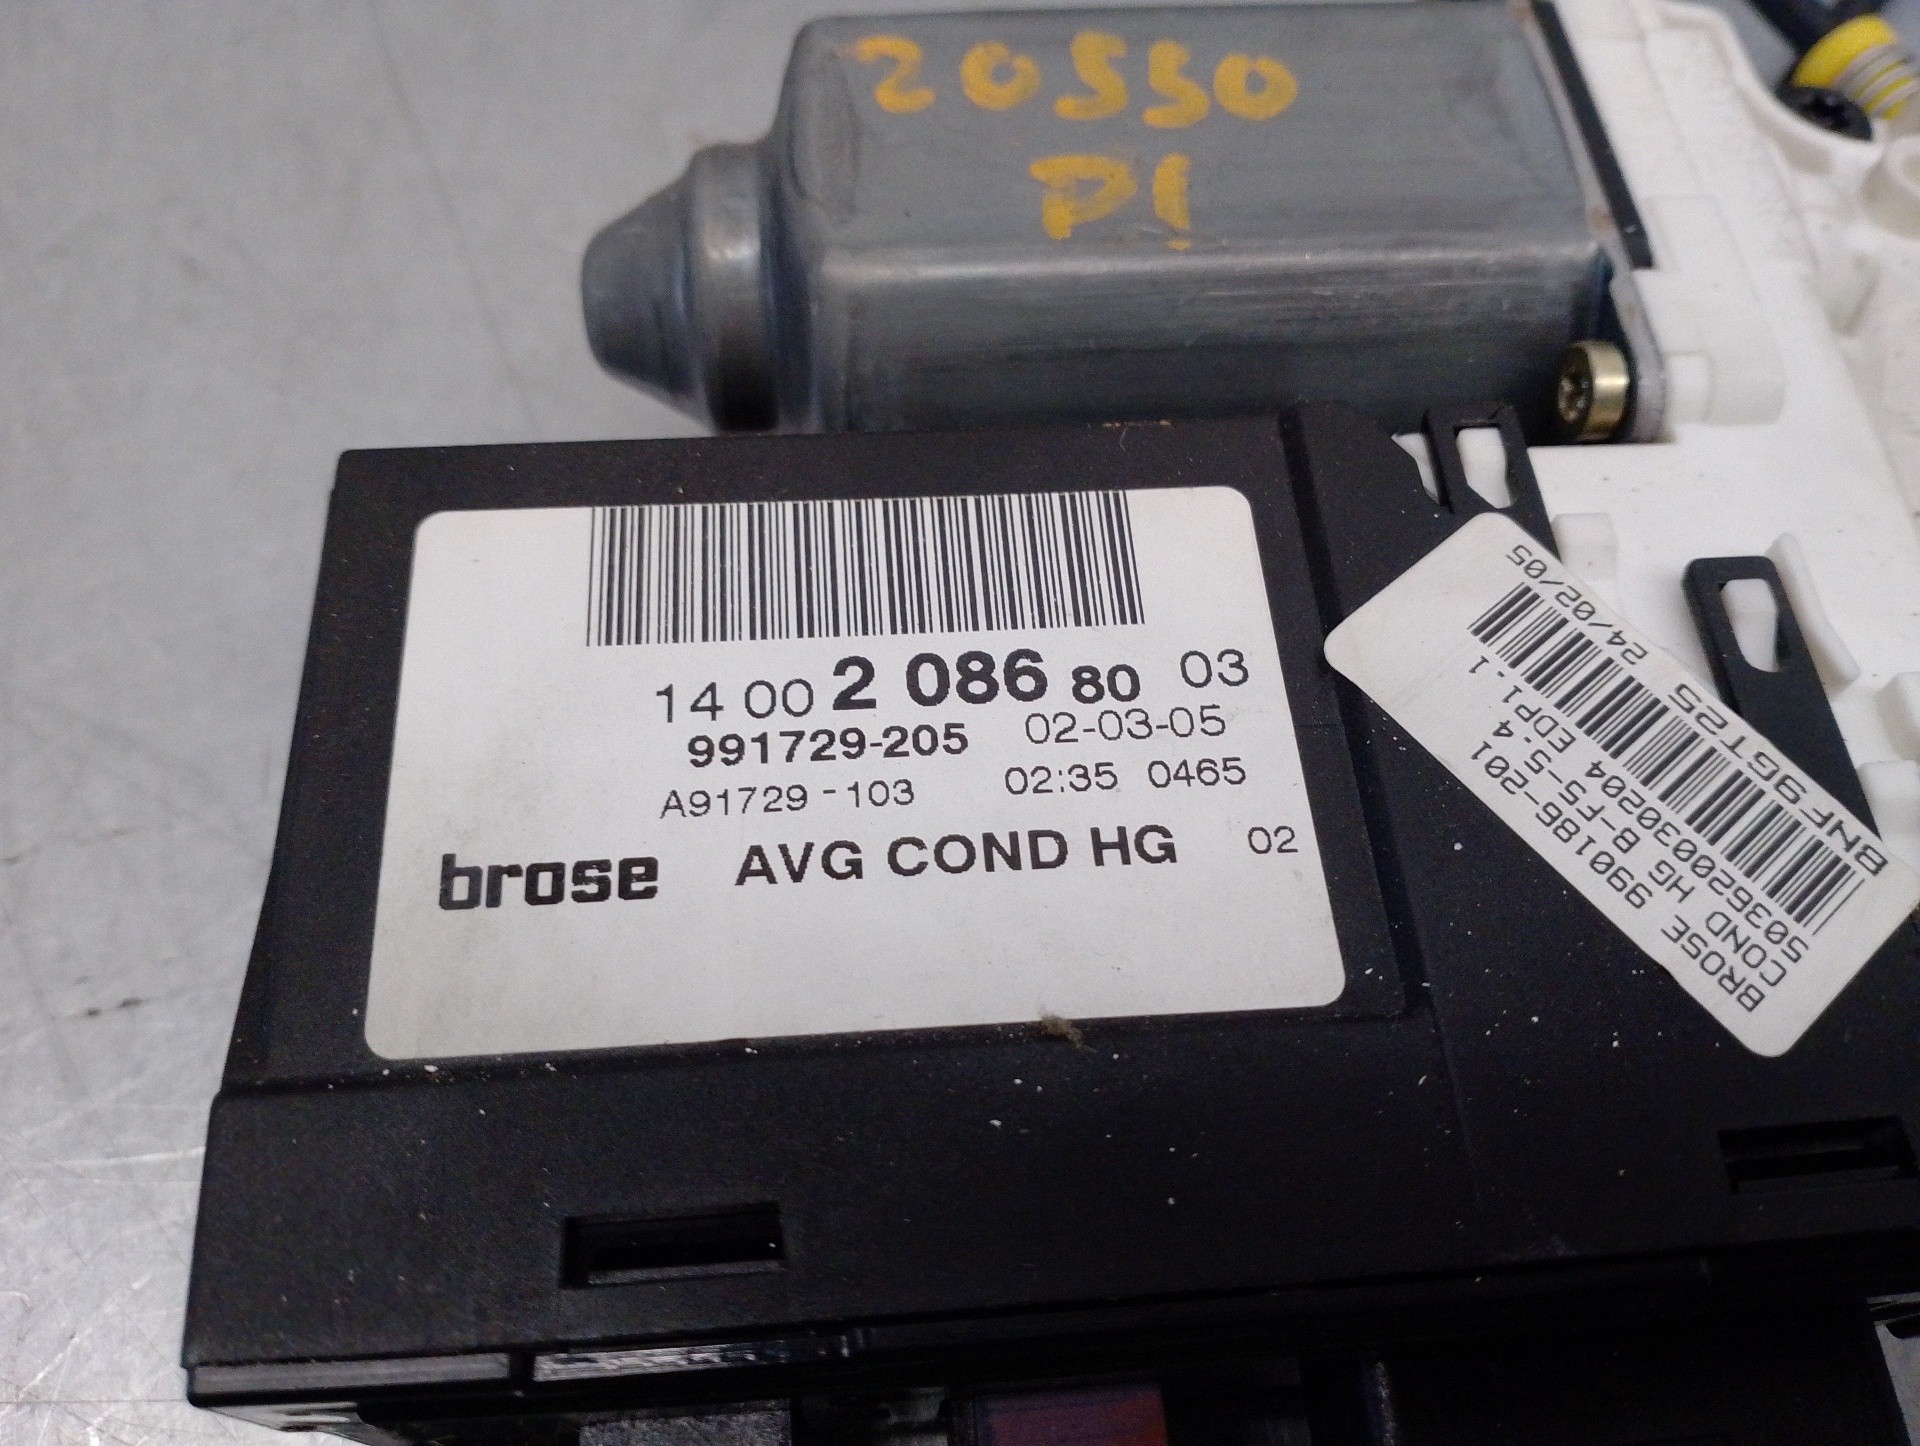 20550
P1
14 00 2 086 80 03
991729-205 02-03-05
A91729-103 02:35 0465
brose AVG COND HG 02
BROSE 990186-201
COND HG B-F5-5.4
503620030204 EDP1-1
BNF9GT25 24/02/05